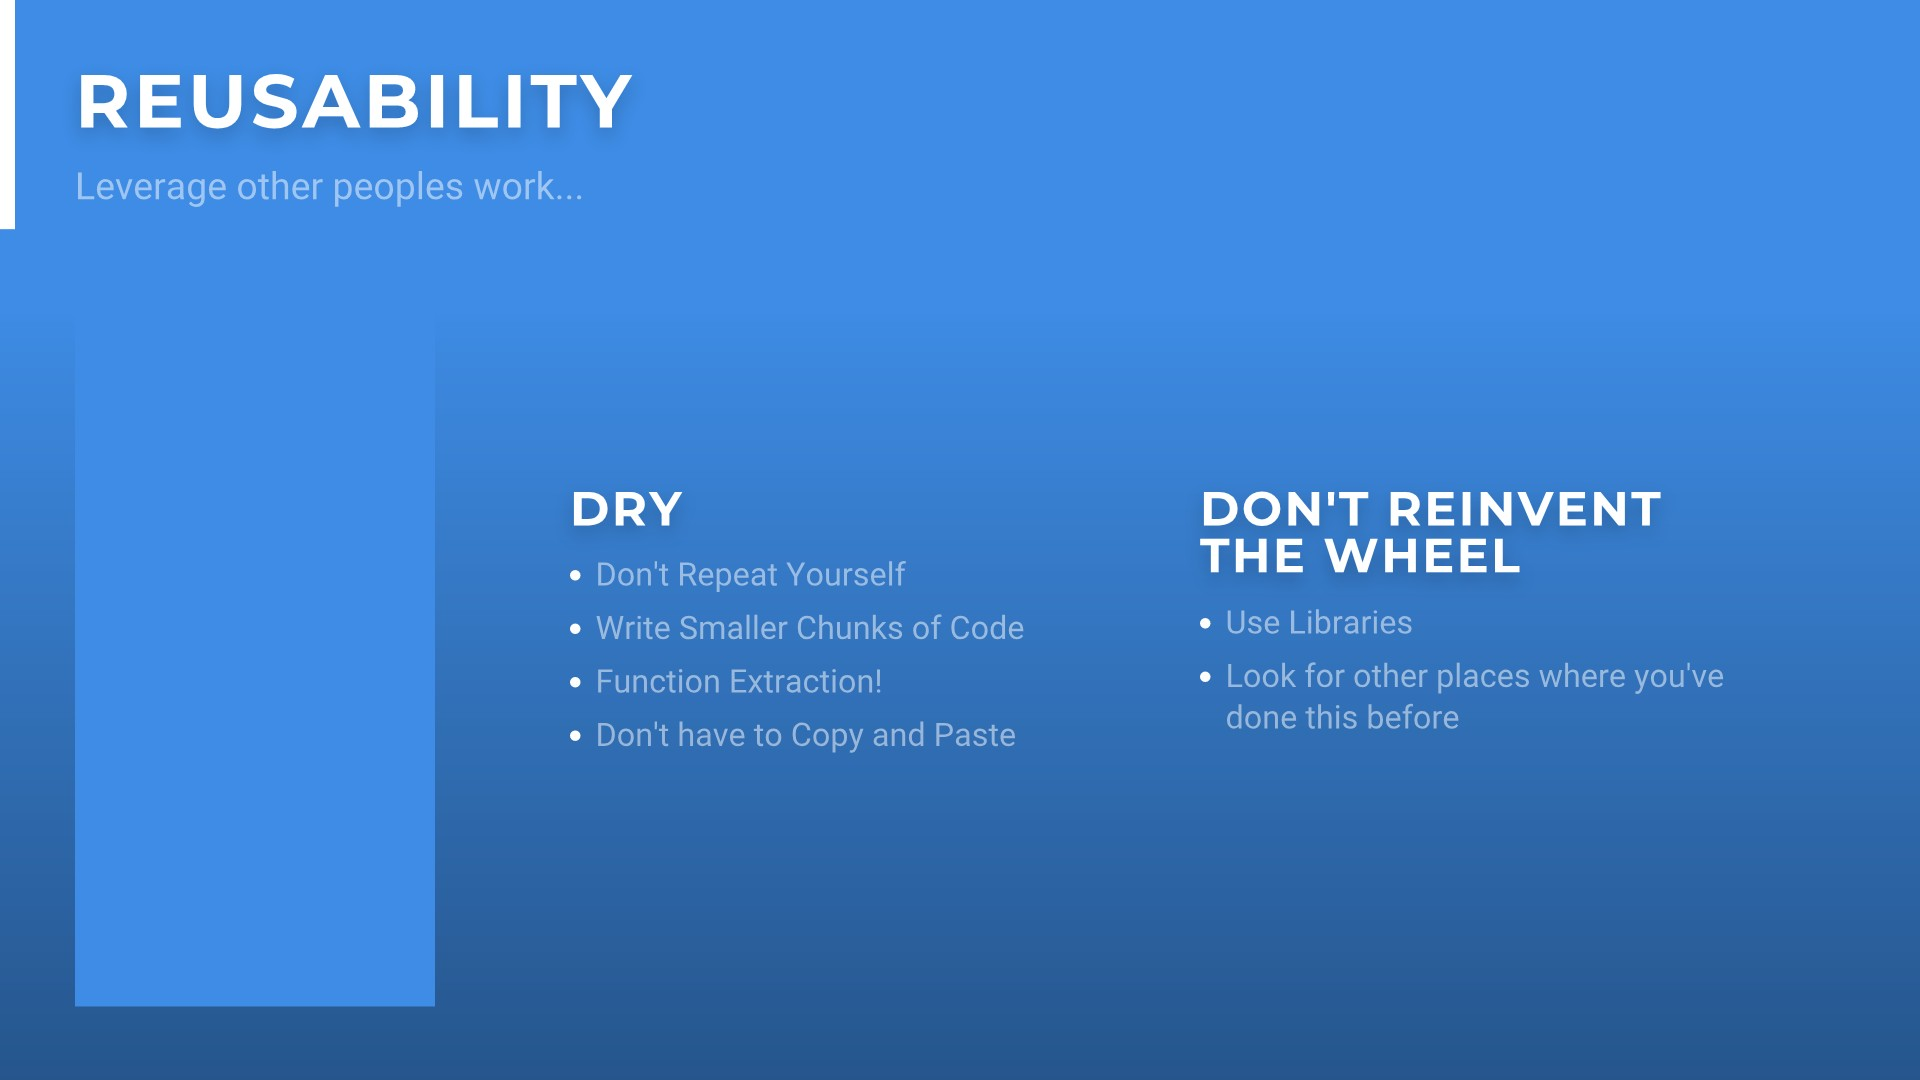 REUSABILITY
Leverage other peoples work...
DRY
Don't Repeat Yourself
Write Smaller Chunks of Code
Function Extraction!
Don't have to Copy and Paste
DON'T REINVENT
THE WHEEL
Use Libraries
Look for other places where you've
done this before